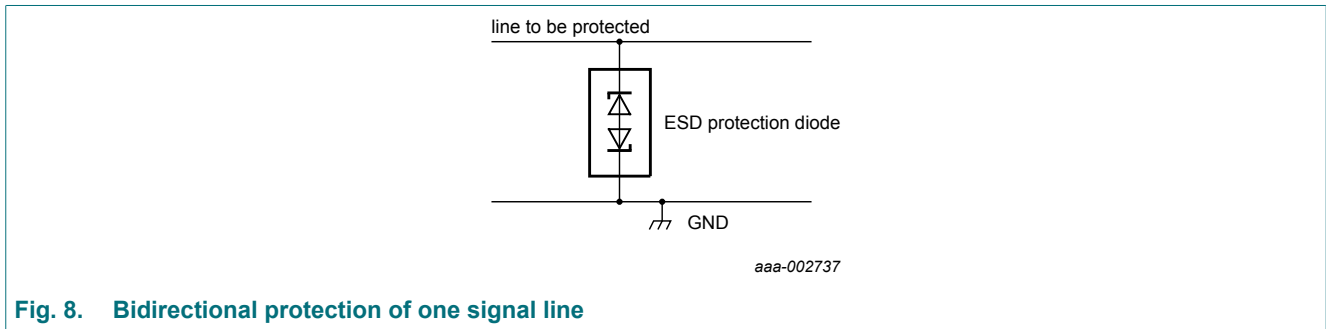 line to be protected
ESD protection diode
GND
aaa-002737
Fig. 8. Bidirectional protection of one signal line